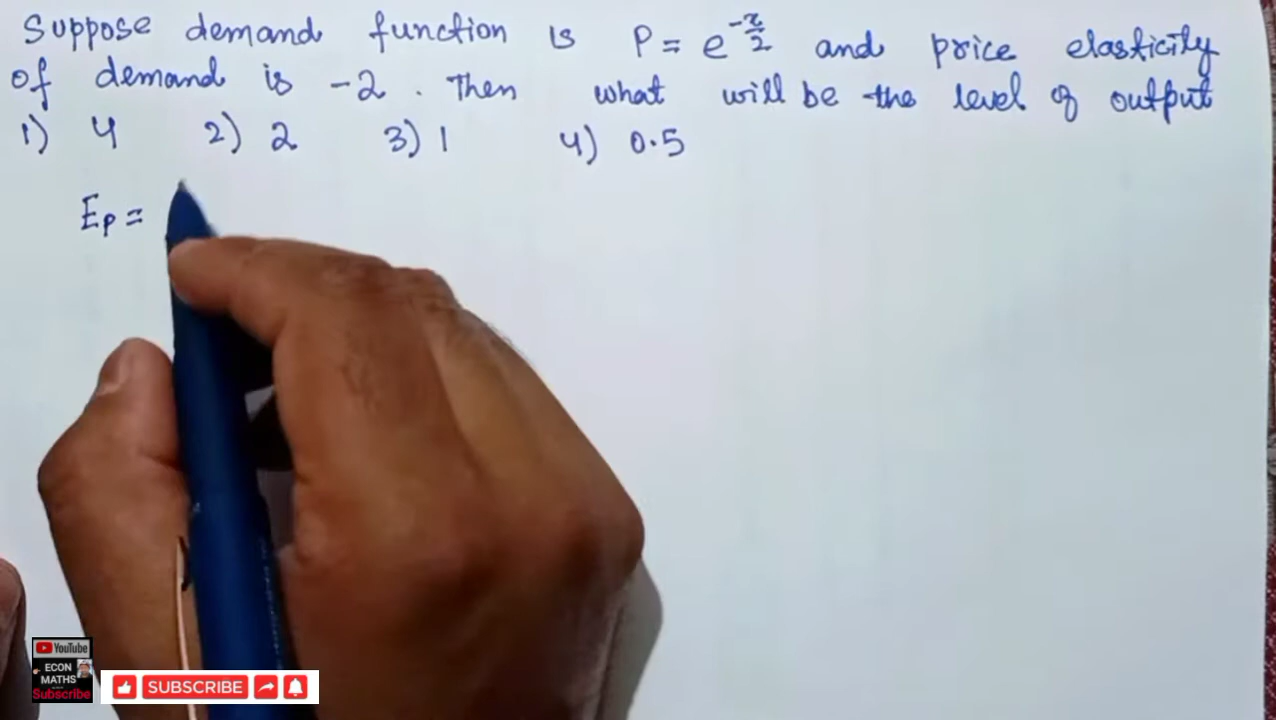 Suppose demand function is P = e^{-x/2} and price elasticity
of demand is -2. Then what will be the level of output
1) 4 2) 2 3) 1 4) 0.5
Ep =
YouTube
ECON
MATHS
Subscribe
SUBSCRIBE